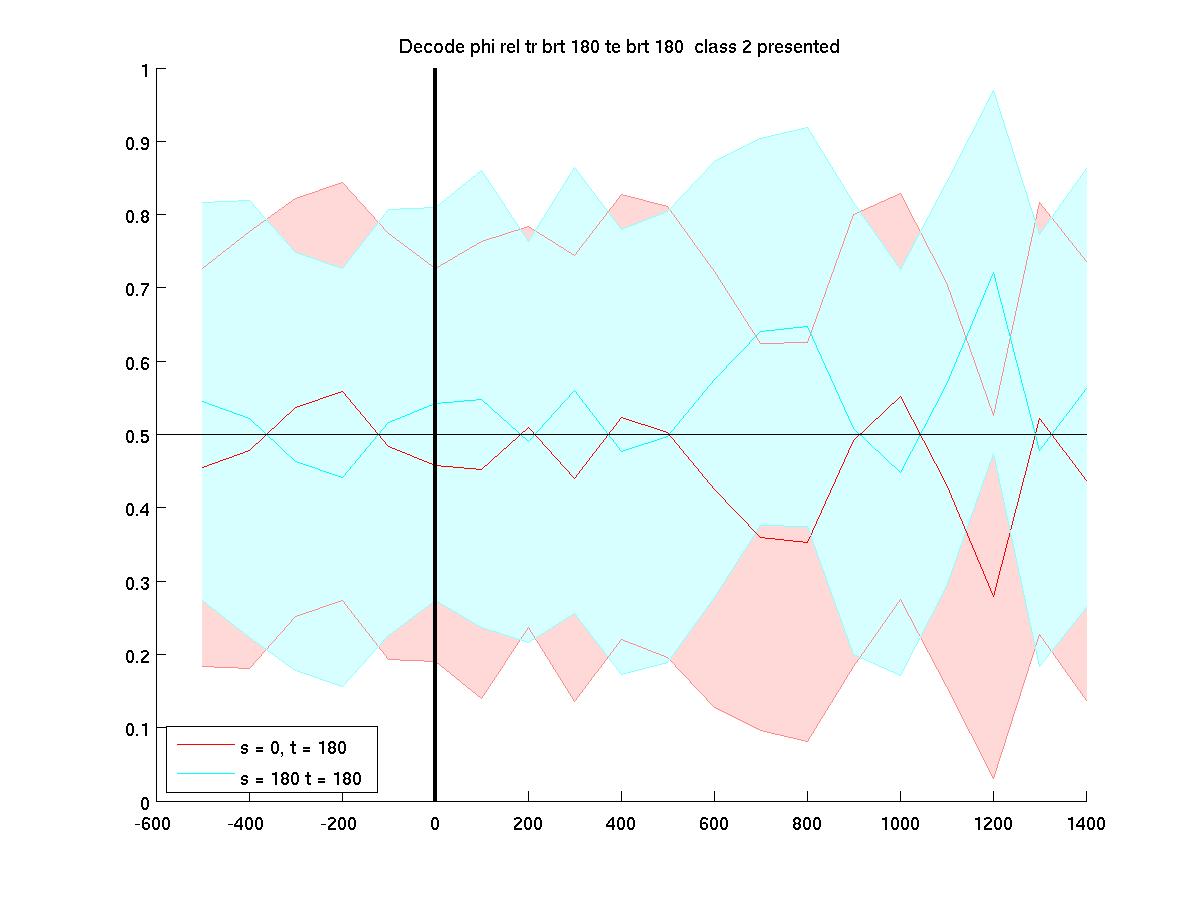 Decode phi rel tr brt 180 te brt 180  class 2 presented
1
0.9
0.8
0.7
0.6
0.5
0.4
0.3
0.2
0.1
0
s = 0, t = 180
s = 180 t = 180
-600 -400 -200 0 200 400 600 800 1000 1200 1400